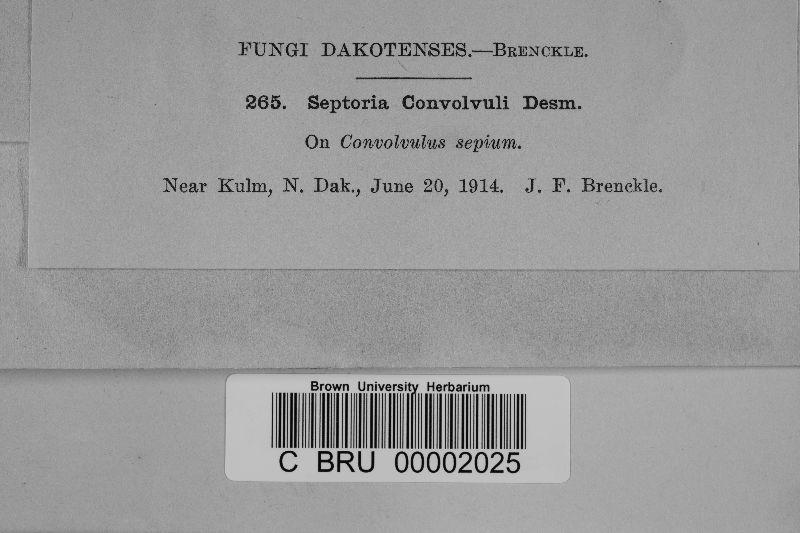 FUNGI DAKOTENSES.—BRENCKLE.
265. Septoria Convolvuli Desm.
On Convolvulus sepium.
Near Kulm, N. Dak., June 20, 1914. J. F. Brenckle.
Brown University Herbarium
C BRU 00002025